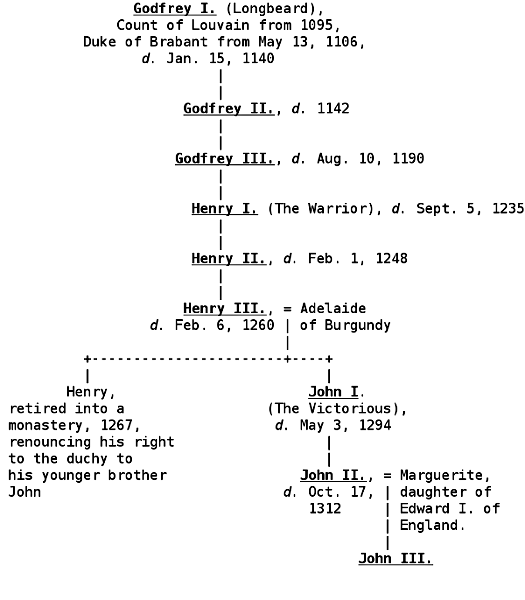 Godfrey I. (Longbeard),
Count of Louvain from 1095,
Duke of Brabant from May 13, 1106,
d. Jan. 15, 1140
Godfrey II., d. 1142
Godfrey III., d. Aug. 10, 1190
Henry I. (The Warrior), d. Sept. 5, 1235
Henry II., d. Feb. 1, 1248
Henry III., = Adelaide
d. Feb. 6, 1260 | of Burgundy
Henry,
retired into a
monastery, 1267,
renouncing his right
to the duchy to
his younger brother
John
John I.
(The Victorious),
d. May 3, 1294
John II., = Marguerite,
d. Oct. 17, | daughter of
1312 | Edward I. of
| England.
John III.